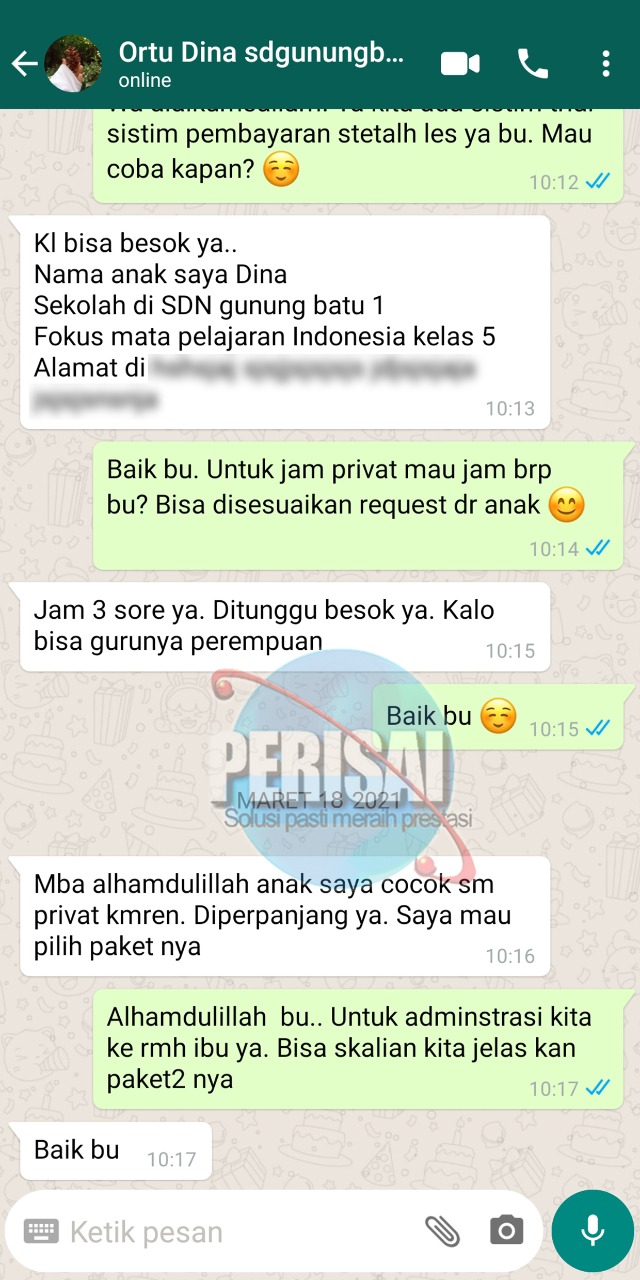 Ortu Dina sdgunungb...
online
sistim pembayaran stetalh les ya bu. Mau
coba kapan? ☺️
10:12
Kl bisa besok ya..
Nama anak saya Dina
Sekolah di SDN gunung batu 1
Fokus mata pelajaran Indonesia kelas 5
Alamat di
10:13
Baik bu. Untuk jam privat mau jam brp
bu? Bisa disesuaikan request dr anak 😊
10:14
Jam 3 sore ya. Ditunggu besok ya. Kalo
bisa gurunya perempuan
10:15
Baik bu ☺️ 10:15
PERISAI
MARET 18 2021
Solusi pasti meraih prestasi
Mba alhamdulillah anak saya cocok sm
privat kmren. Diperpanjang ya. Saya mau
pilih paket nya
10:16
Alhamdulillah  bu.. Untuk adminstrasi kita
ke rmh ibu ya. Bisa skalian kita jelas kan
paket2 nya
10:17
Baik bu 10:17
Ketik pesan